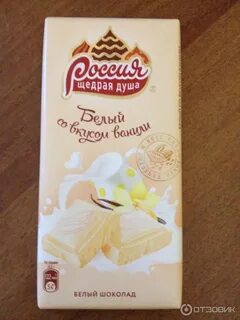 Россия
щедрая душа
Белый
со вкусом ванили
БЕЛЫЙ ШОКОЛАД
ОТЗОВИК